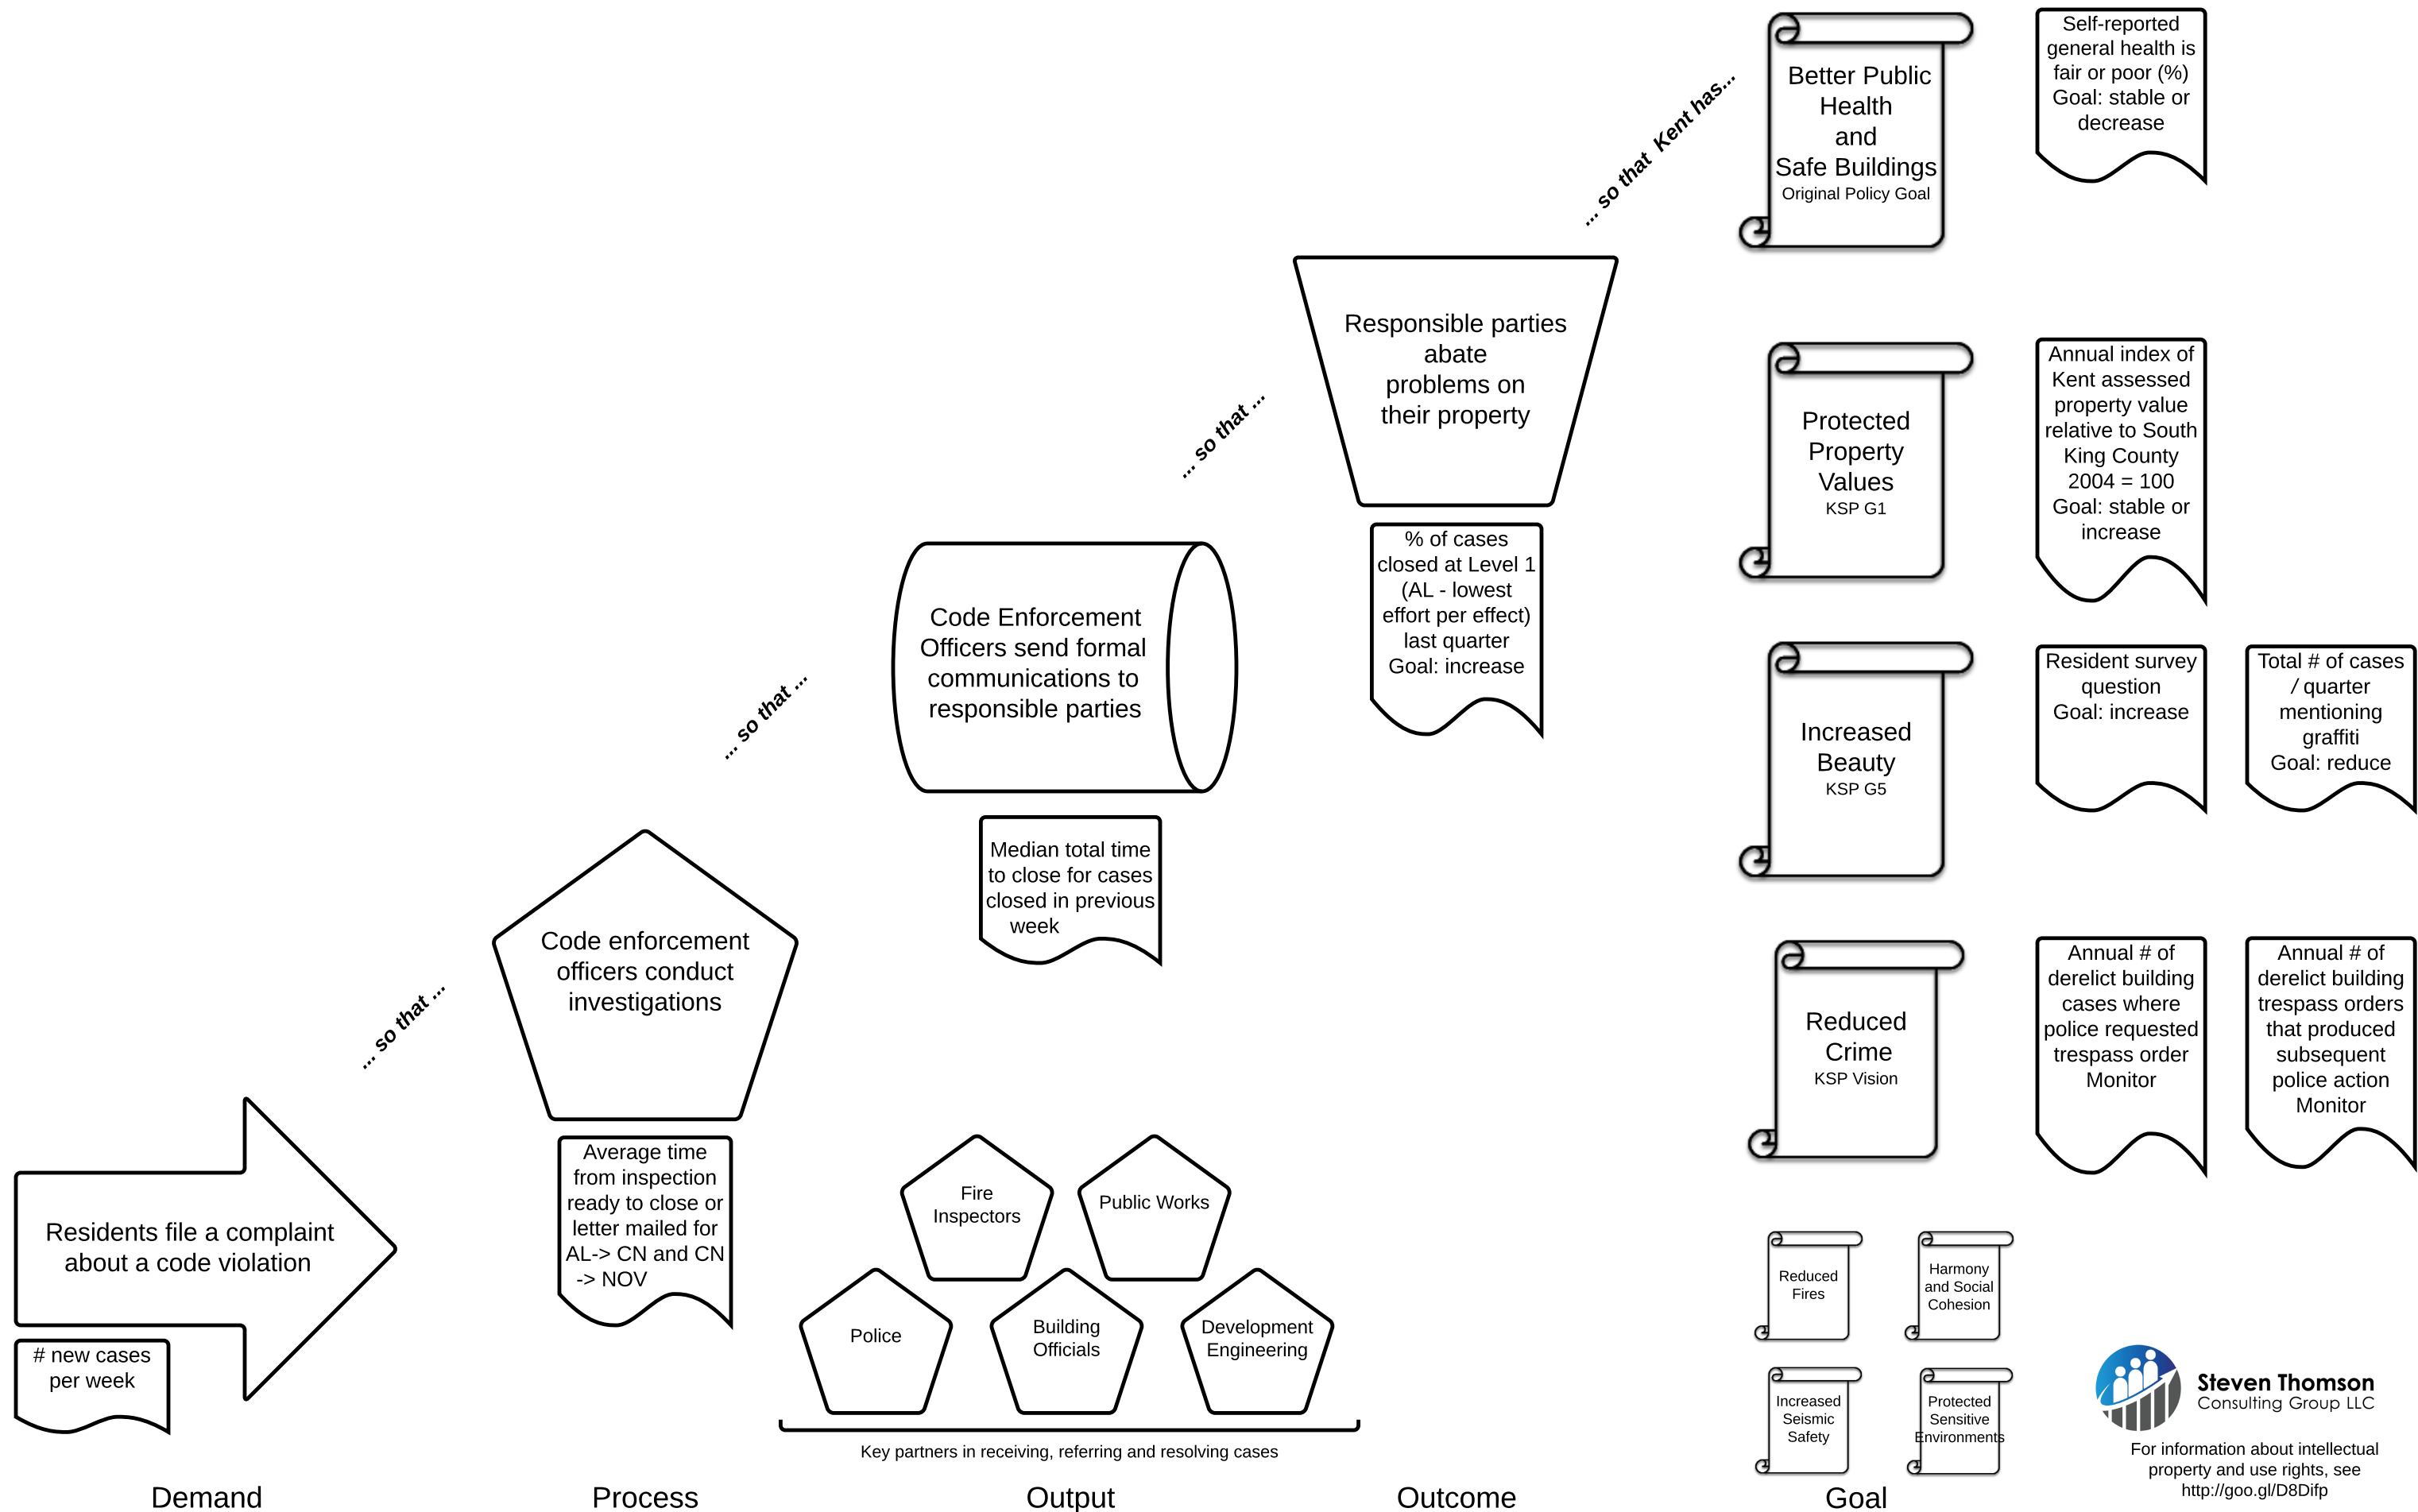 Self-reported
general health is
fair or poor (%)
Goal: stable or
decrease
Better Public
Health
and
Safe Buildings
Original Policy Goal
... so that Kent has...
Responsible parties
abate
problems on
their property
... so that ...
Protected
Property
Values
KSP G1
Annual index of
Kent assessed
property value
relative to South
King County
2004 = 100
Goal: stable or
increase
% of cases
closed at Level 1
(AL - lowest
effort per effect)
last quarter
Goal: increase
Code Enforcement
Officers send formal
communications to
responsible parties
... so that ...
Increased
Beauty
KSP G5
Resident survey
question
Goal: increase
Total # of cases
/ quarter
mentioning
graffiti
Goal: reduce
Median total time
to close for cases
closed in previous
week
Code enforcement
officers conduct
investigations
... so that ...
Reduced
Crime
KSP Vision
Annual # of
derelict building
cases where
police requested
trespass order
Monitor
Annual # of
derelict building
trespass orders
that produced
subsequent
police action
Monitor
Residents file a complaint
about a code violation
# new cases
per week
Average time
from inspection
ready to close or
letter mailed for
AL-> CN and CN
-> NOV
Fire
Inspectors
Public Works
Police
Building
Officials
Development
Engineering
Key partners in receiving, referring and resolving cases
Reduced
Fires
Harmony
and Social
Cohesion
Increased
Seismic
Safety
Protected
Sensitive
Environments
Steven Thomson
Consulting Group LLC
For information about intellectual
property and use rights, see
http://goo.gl/D8Difp
Demand
Process
Output
Outcome
Goal